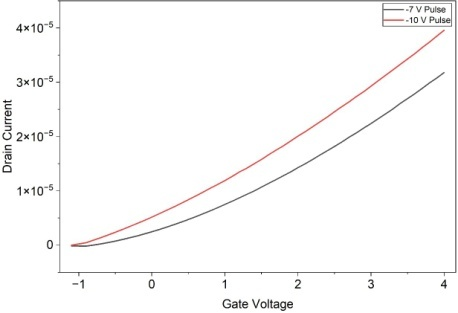 -7 V Pulse
-10 V Pulse
4×10⁻⁵
3×10⁻⁵
2×10⁻⁵
1×10⁻⁵
0
Drain Current
−1 0 1 2 3 4
Gate Voltage